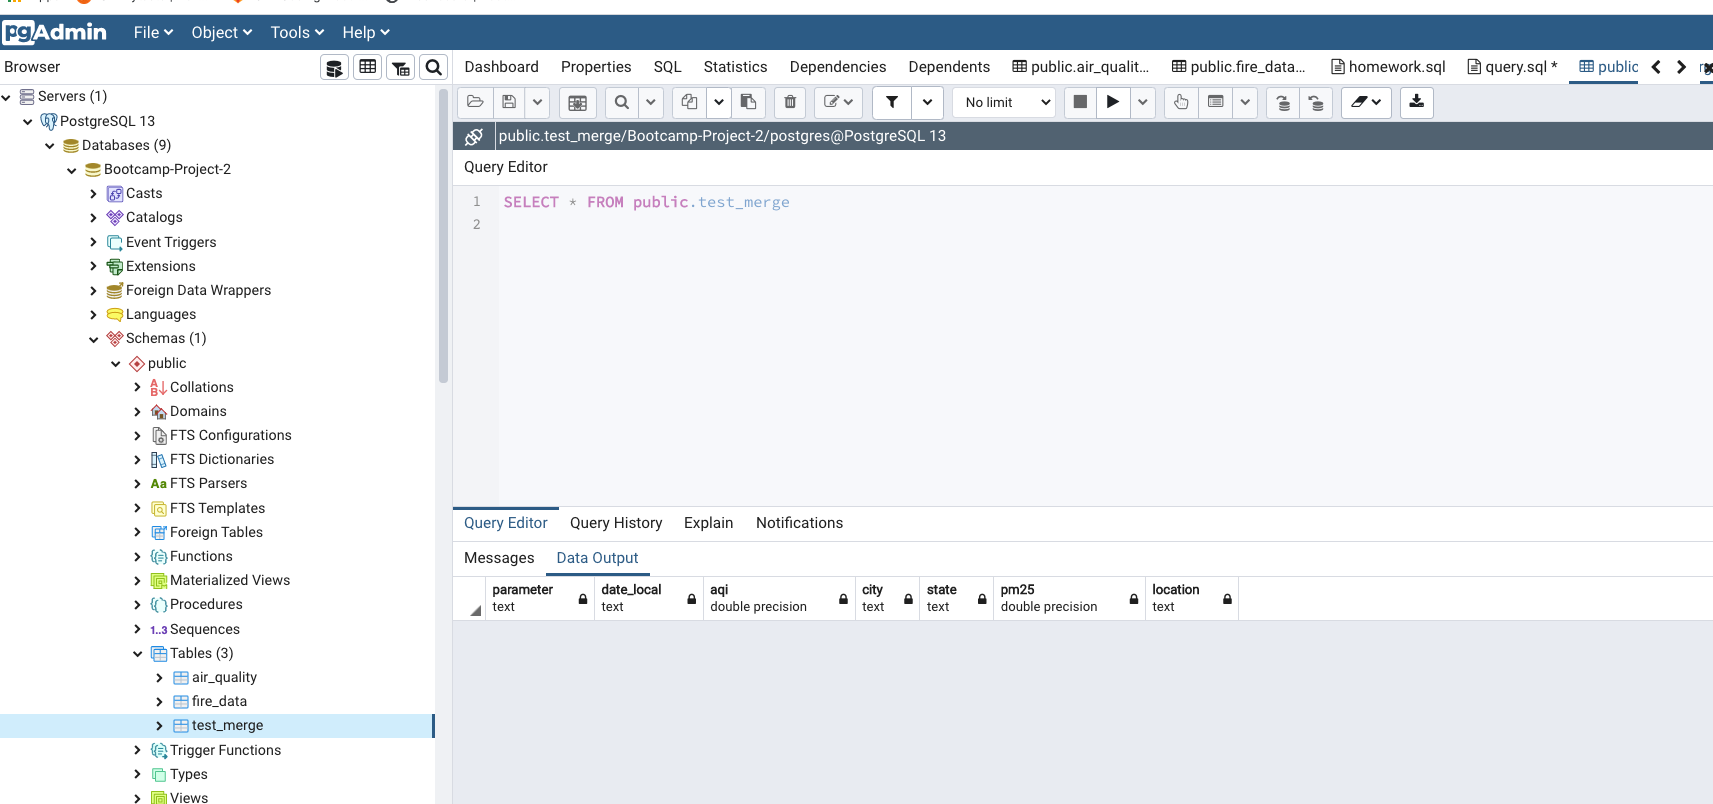 pgAdmin File Object Tools Help
Browser
Dashboard Properties SQL Statistics Dependencies Dependents public.air_qualit... public.fire_data... homework.sql query.sql * public
Servers (1)
PostgreSQL 13
Databases (9)
Bootcamp-Project-2
Casts
Catalogs
Event Triggers
Extensions
Foreign Data Wrappers
Languages
Schemas (1)
public
Collations
Domains
FTS Configurations
FTS Dictionaries
Aa FTS Parsers
FTS Templates
Foreign Tables
Functions
Materialized Views
Procedures
1..3 Sequences
Tables (3)
air_quality
fire_data
test_merge
Trigger Functions
Types
Views
No limit
public.test_merge/Bootcamp-Project-2/postgres@PostgreSQL 13
Query Editor
1 SELECT * FROM public.test_merge
2
Query Editor Query History Explain Notifications
Messages Data Output
parameter date_local aqi city state pm25 location
text text double precision text text double precision text